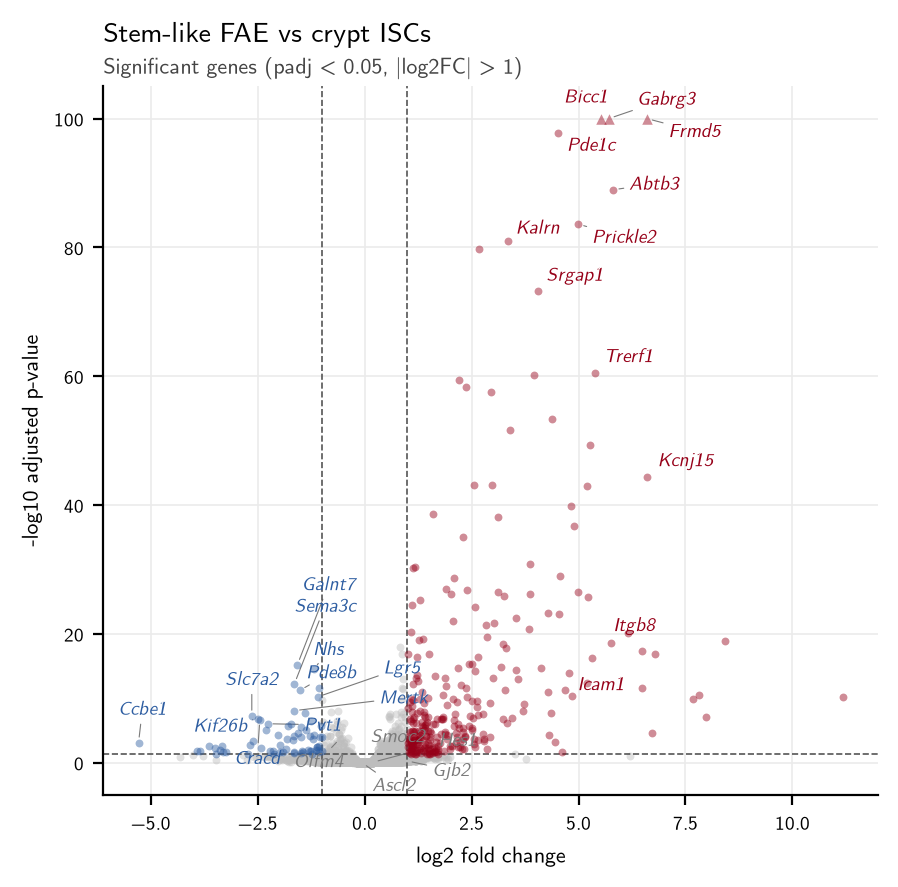 Stem-like FAE vs crypt ISCs
Significant genes (padj < 0.05, |log2FC| > 1)
Bicc1
Gabrg3
Frmd5
Pde1c
Abtb3
Kalrn
Prickle2
Srgap1
Trerf1
Kcnj15
Itgb8
Icam1
Galnt7
Sema3c
Nhs
Pde8b
Lgr5
Slc7a2
Mertk
Ccbe1
Kif26b
Pvt1
Cracd
Olfm4
Gjb2
Ascl2
100
80
60
40
20
0
-log10 adjusted p-value
−5.0
−2.5
0.0
2.5
5.0
7.5
10.0
log2 fold change